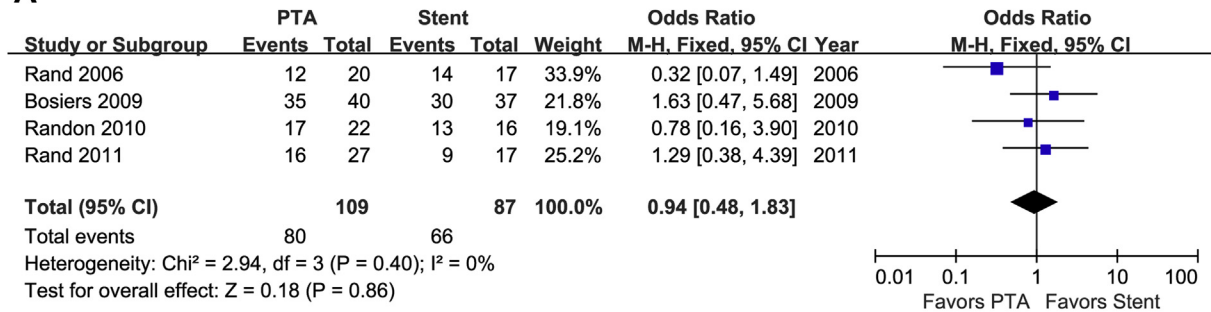 PTA Stent Odds Ratio Odds Ratio
Study or Subgroup Events Total Events Total Weight M-H, Fixed, 95% CI Year M-H, Fixed, 95% CI
Rand 2006 12 20 14 17 33.9% 0.32 [0.07, 1.49] 2006
Bosiers 2009 35 40 30 37 21.8% 1.63 [0.47, 5.68] 2009
Randon 2010 17 22 13 16 19.1% 0.78 [0.16, 3.90] 2010
Rand 2011 16 27 9 17 25.2% 1.29 [0.38, 4.39] 2011
Total (95% CI) 109 87 100.0% 0.94 [0.48, 1.83]
Total events 80 66
Heterogeneity: Chi² = 2.94, df = 3 (P = 0.40); I² = 0%
Test for overall effect: Z = 0.18 (P = 0.86)
0.01 0.1 1 10 100
Favors PTA Favors Stent